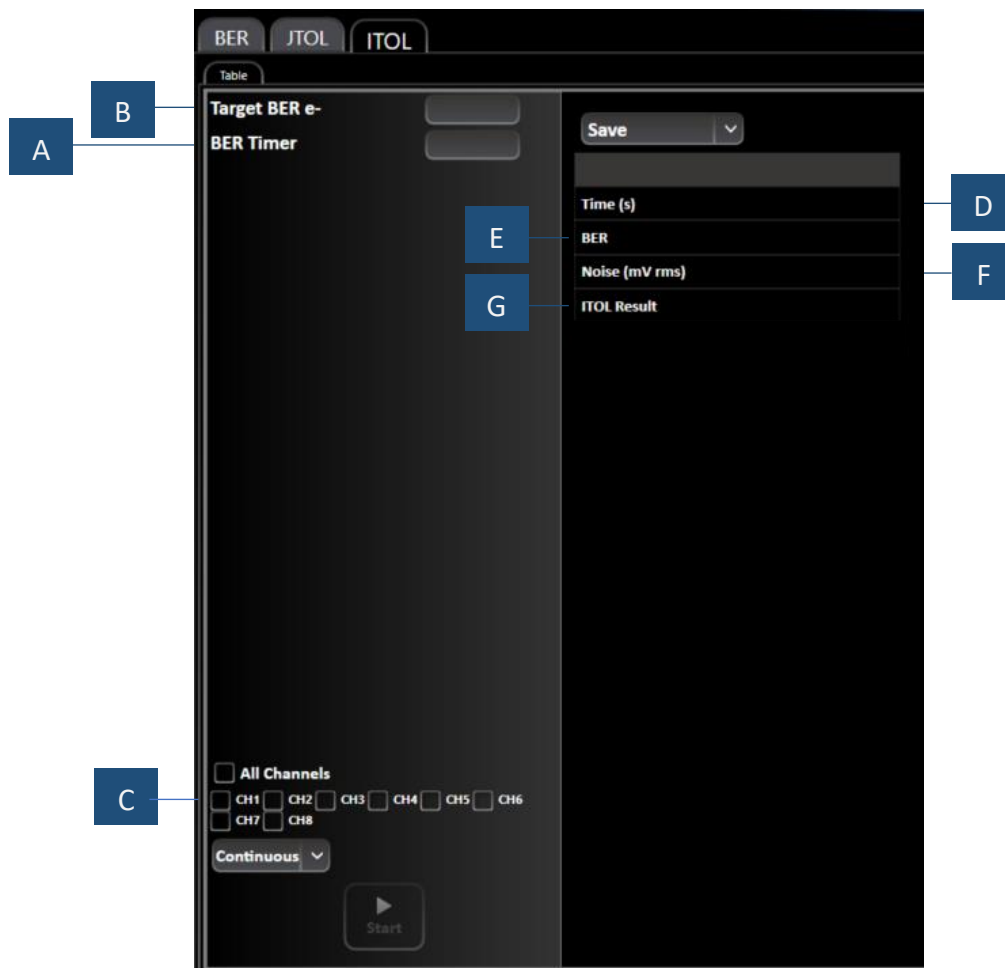 BER JTOL ITOL
Table
B
Target BER e-
A
BER Timer
Save
Time (s)
D
E
BER
Noise (mV rms)
F
G
ITOL Result
All Channels
C
CH1 CH2 CH3 CH4 CH5 CH6
CH7 CH8
Continuous
Start